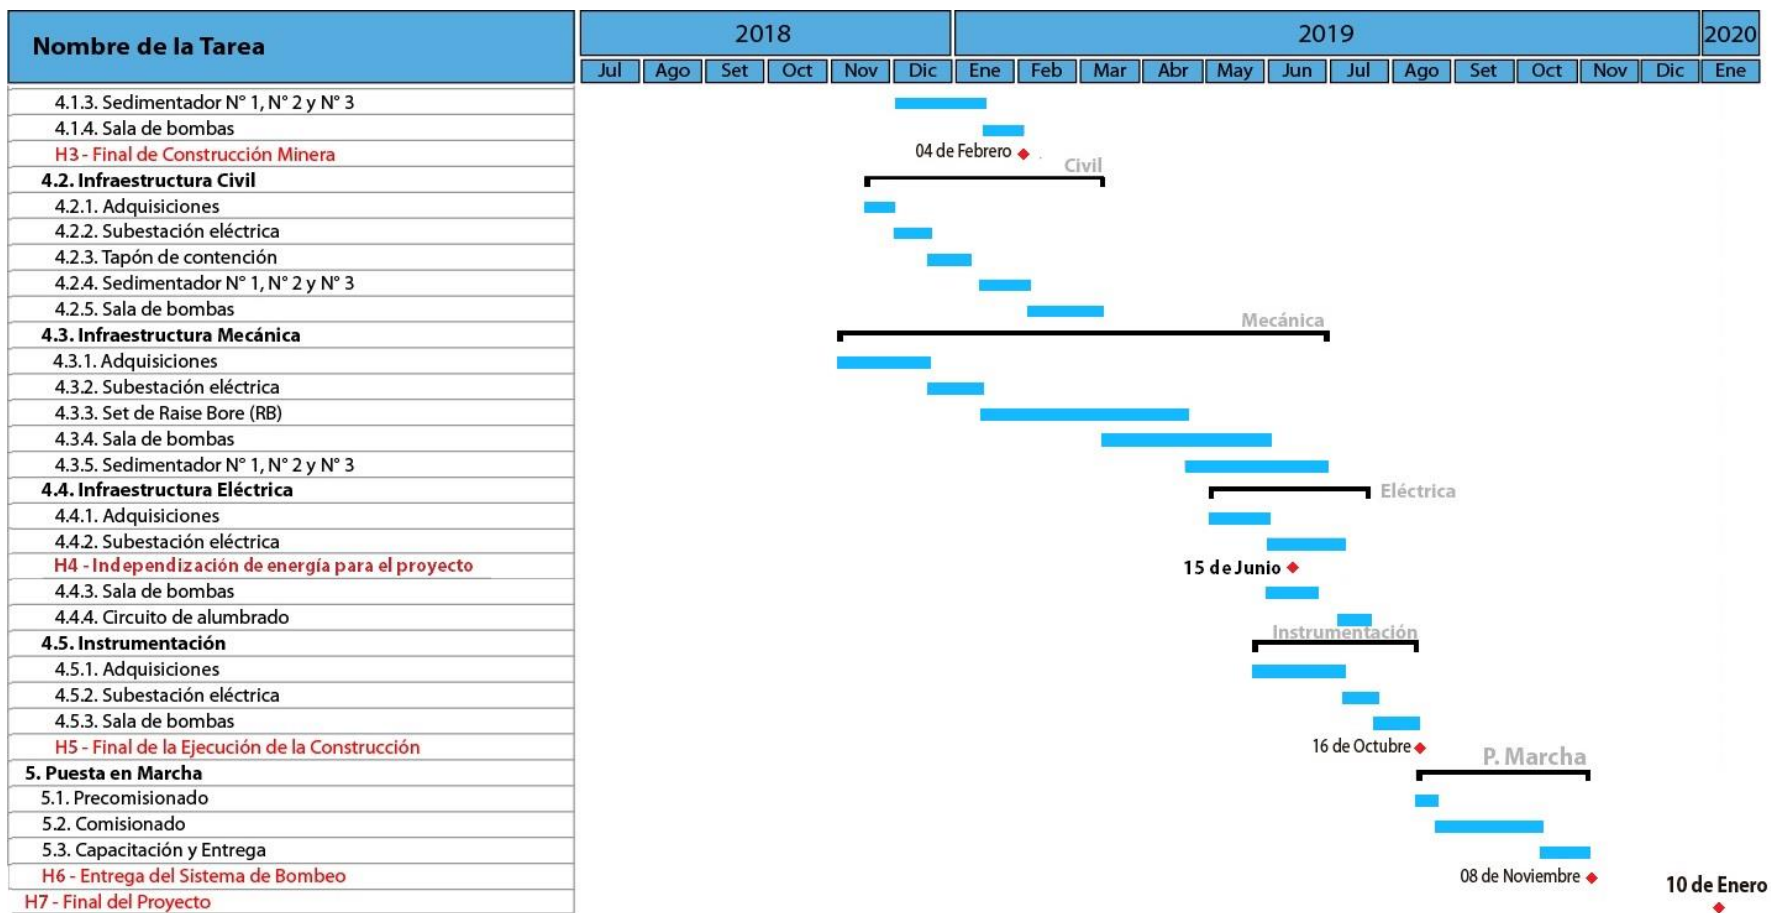 Nombre de la Tarea
2018 2019 2020
Jul Ago Set Oct Nov Dic Ene Feb Mar Abr May Jun Jul Ago Set Oct Nov Dic Ene
4.1.3. Sedimentador N° 1, N° 2 y N° 3
4.1.4. Sala de bombas
H3 - Final de Construcción Minera 04 de Febrero
Civil
4.2. Infraestructura Civil
4.2.1. Adquisiciones
4.2.2. Subestación eléctrica
4.2.3. Tapón de contención
4.2.4. Sedimentador N° 1, N° 2 y N° 3
4.2.5. Sala de bombas
Mecánica
4.3. Infraestructura Mecánica
4.3.1. Adquisiciones
4.3.2. Subestación eléctrica
4.3.3. Set de Raise Bore (RB)
4.3.4. Sala de bombas
4.3.5. Sedimentador N° 1, N° 2 y N° 3
4.4. Infraestructura Eléctrica Eléctrica
4.4.1. Adquisiciones
4.4.2. Subestación eléctrica
H4 - Independización de energía para el proyecto 15 de Junio
4.4.3. Sala de bombas
4.4.4. Circuito de alumbrado
Instrumentación
4.5. Instrumentación
4.5.1. Adquisiciones
4.5.2. Subestación eléctrica
4.5.3. Sala de bombas
H5 - Final de la Ejecución de la Construcción 16 de Octubre
P. Marcha
5. Puesta en Marcha
5.1. Precomisionado
5.2. Comisionado
5.3. Capacitación y Entrega
H6 - Entrega del Sistema de Bombeo 08 de Noviembre
10 de Enero
H7 - Final del Proyecto